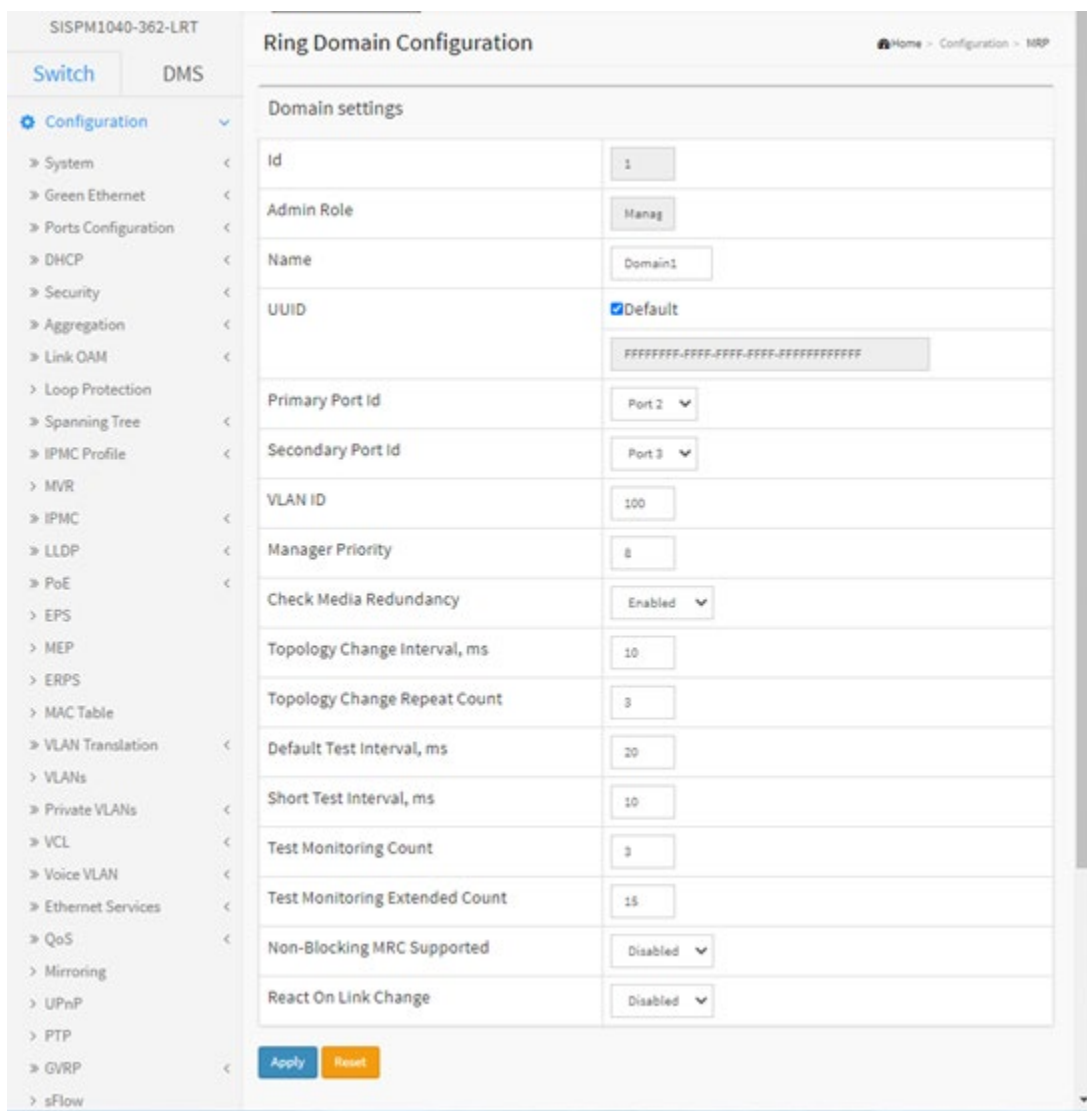 SISPM1040-362-LRT
Switch DMS
Configuration
» System
» Green Ethernet
» Ports Configuration
» DHCP
» Security
» Aggregation
» Link OAM
> Loop Protection
» Spanning Tree
» IPMC Profile
> MVR
» IPMC
» LLDP
» PoE
> EPS
> MEP
> ERPS
> MAC Table
» VLAN Translation
> VLANs
» Private VLANs
» VCL
» Voice VLAN
» Ethernet Services
» QoS
> Mirroring
> UPnP
> PTP
» GVRP
> sFlow
Ring Domain Configuration
Home > Configuration > MRP
Domain settings
Id 1
Admin Role Manag
Name Domain1
UUID Default
FFFFFFFF-FFFF-FFFF-FFFF-FFFFFFFFFFFF
Primary Port Id Port 2
Secondary Port Id Port 3
VLAN ID 100
Manager Priority 8
Check Media Redundancy Enabled
Topology Change Interval, ms 10
Topology Change Repeat Count 3
Default Test Interval, ms 20
Short Test Interval, ms 10
Test Monitoring Count 3
Test Monitoring Extended Count 15
Non-Blocking MRC Supported Disabled
React On Link Change Disabled
Apply Reset